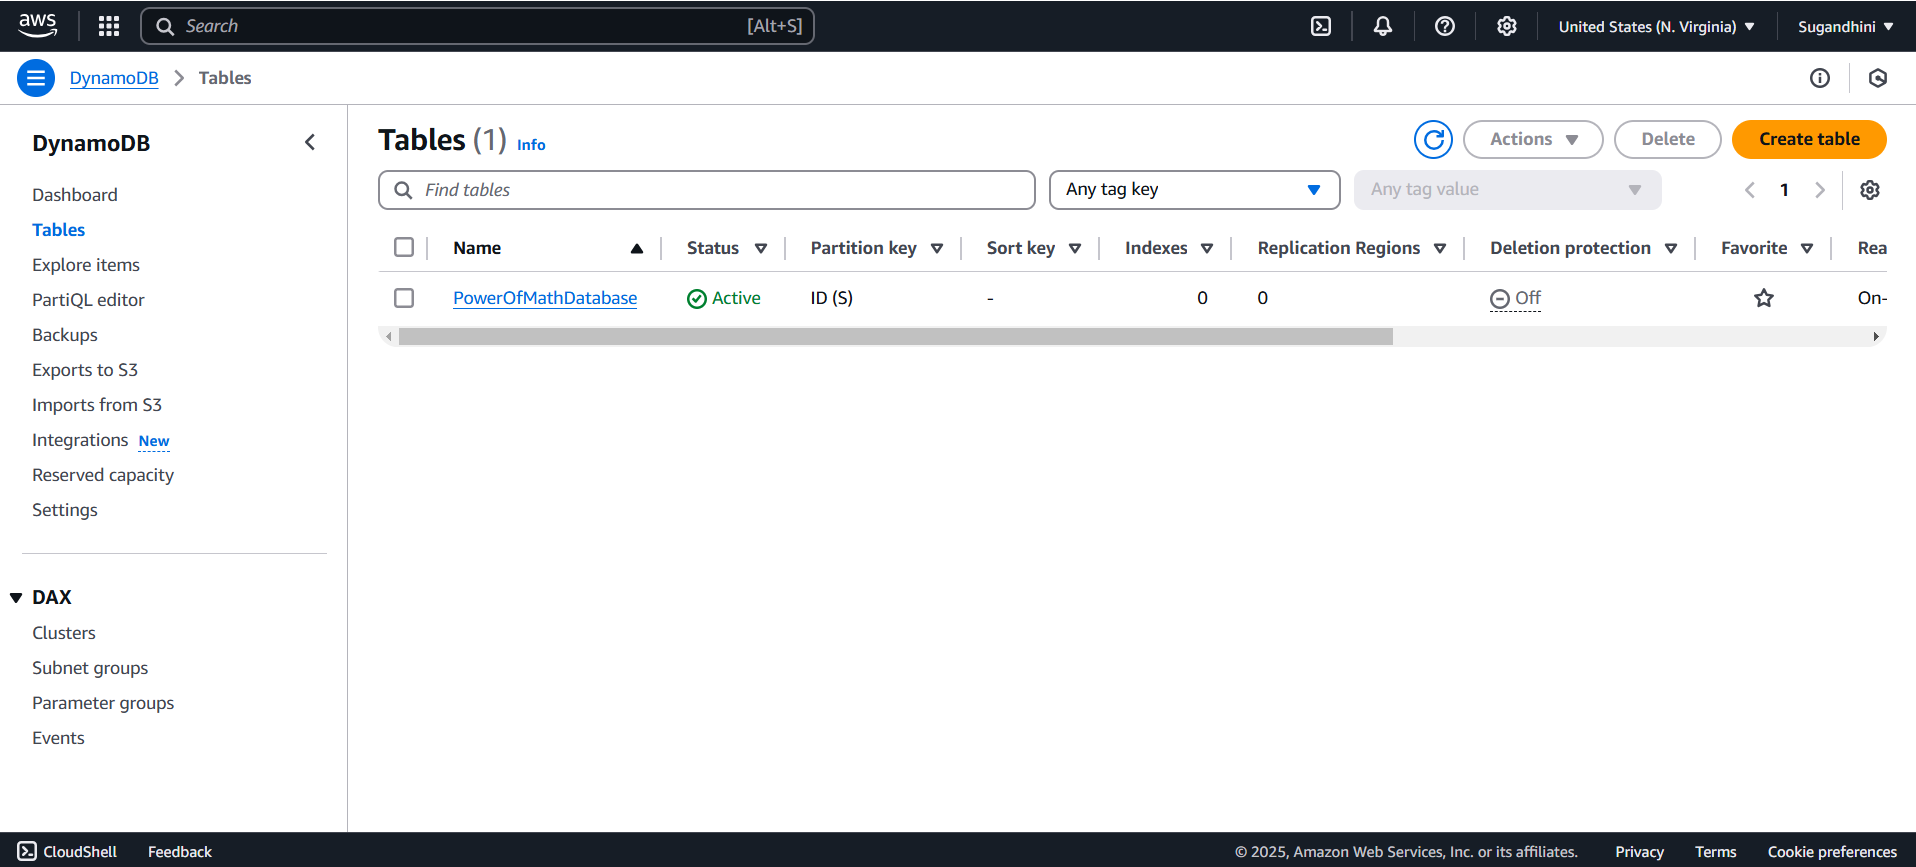 aws
Search [Alt+S]
United States (N. Virginia)
Sugandhini
DynamoDB > Tables
DynamoDB
Dashboard
Tables
Explore items
PartiQL editor
Backups
Exports to S3
Imports from S3
Integrations New
Reserved capacity
Settings
DAX
Clusters
Subnet groups
Parameter groups
Events
Tables (1) Info
Actions
Delete
Create table
Find tables
Any tag key
Any tag value
1
Name Status Partition key Sort key Indexes Replication Regions Deletion protection Favorite Rea
PowerOfMathDatabase Active ID (S) - 0 0 Off On-
CloudShell Feedback © 2025, Amazon Web Services, Inc. or its affiliates. Privacy Terms Cookie preferences